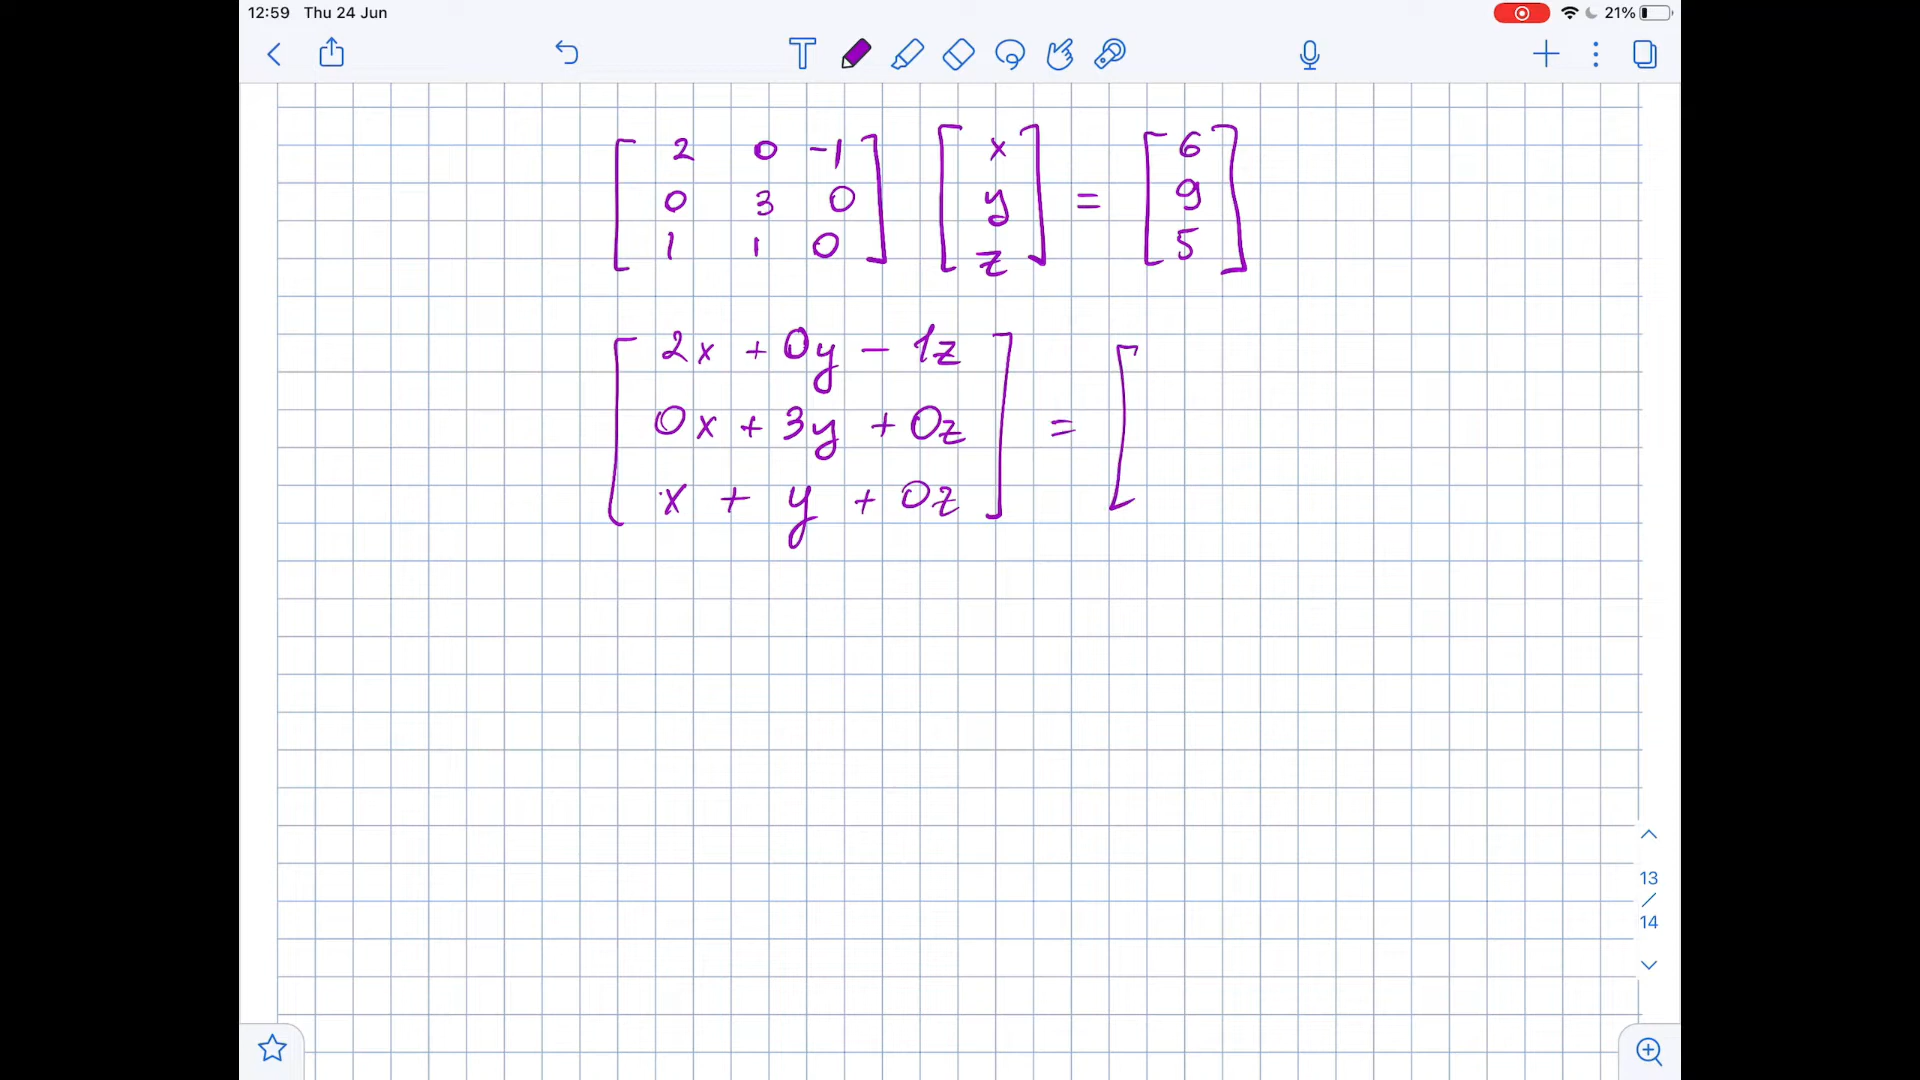 12:59 Thu 24 Jun 21%
T
[ 2 0 -1 ] [ x ] [ 6 ]
[ 0 3 0 ] [ y ] = [ 9 ]
[ 1 1 0 ] [ z ] [ 5 ]
[ 2x + 0y - 1z ] [
[ 0x + 3y + 0z ] = [
[ x + y + 0z ] [
13
/
14